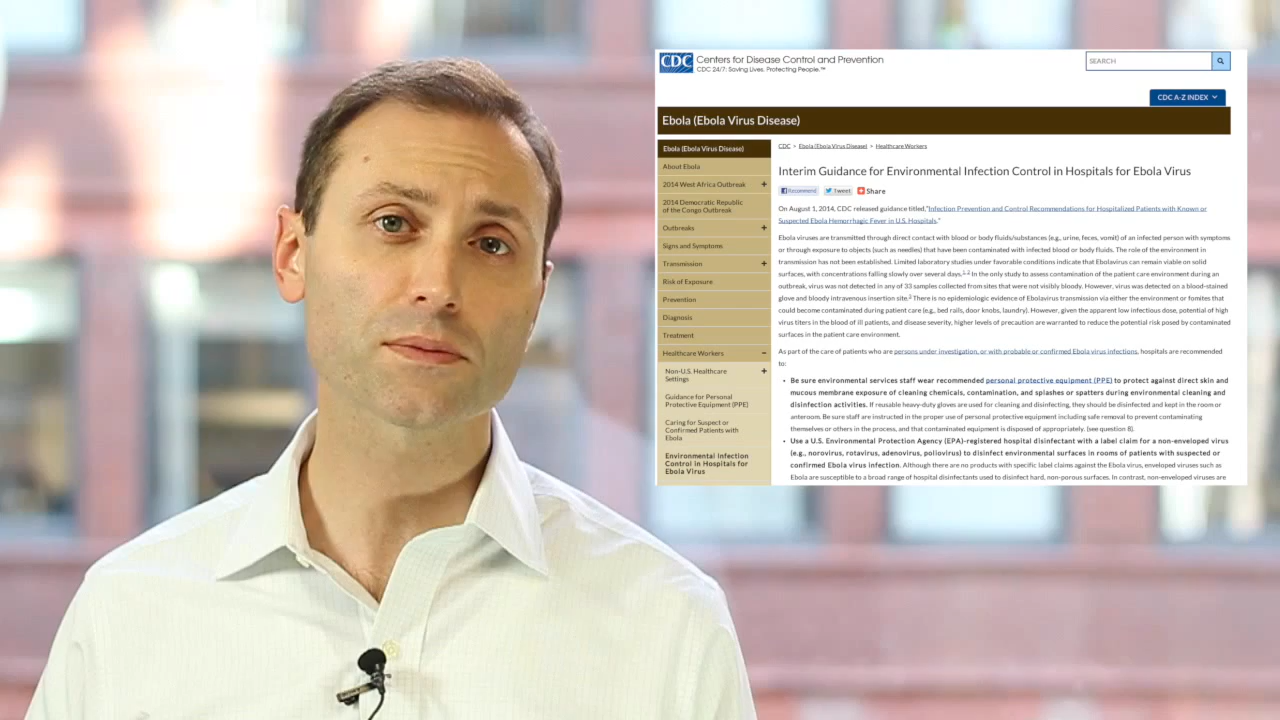 CDC Centers for Disease Control and Prevention
CDC 24/7: Saving Lives. Protecting People.™
SEARCH
CDC A-Z INDEX
Ebola (Ebola Virus Disease)
Ebola (Ebola Virus Disease)
About Ebola
2014 West Africa Outbreak +
2014 Democratic Republic
of the Congo Outbreak
Outbreaks +
Signs and Symptoms
Transmission +
Risk of Exposure
Prevention
Diagnosis
Treatment
Healthcare Workers –
Non-U.S. Healthcare +
Settings
Guidance for Personal
Protective Equipment (PPE)
Caring for Suspect or
Confirmed Patients with
Ebola
Environmental Infection
Control in Hospitals for
Ebola Virus
CDC > Ebola (Ebola Virus Disease) > Healthcare Workers
Interim Guidance for Environmental Infection Control in Hospitals for Ebola Virus
Recommend Tweet Share
On August 1, 2014, CDC released guidance titled,"Infection Prevention and Control Recommendations for Hospitalized Patients with Known or
Suspected Ebola Hemorrhagic Fever in U.S. Hospitals."
Ebola viruses are transmitted through direct contact with blood or body fluids/substances (e.g., urine, feces, vomit) of an infected person with symptoms
or through exposure to objects (such as needles) that have been contaminated with infected blood or body fluids. The role of the environment in
transmission has not been established. Limited laboratory studies under favorable conditions indicate that Ebolavirus can remain viable on solid
surfaces, with concentrations falling slowly over several days.1, 2 In the only study to assess contamination of the patient care environment during an
outbreak, virus was not detected in any of 33 samples collected from sites that were not visibly bloody. However, virus was detected on a blood-stained
glove and bloody intravenous insertion site.3 There is no epidemiologic evidence of Ebolavirus transmission via either the environment or fomites that
could become contaminated during patient care (e.g., bed rails, door knobs, laundry). However, given the apparent low infectious dose, potential of high
virus titers in the blood of ill patients, and disease severity, higher levels of precaution are warranted to reduce the potential risk posed by contaminated
surfaces in the patient care environment.
As part of the care of patients who are persons under investigation, or with probable or confirmed Ebola virus infections, hospitals are recommended
to:
• Be sure environmental services staff wear recommended personal protective equipment (PPE) to protect against direct skin and
mucous membrane exposure of cleaning chemicals, contamination, and splashes or spatters during environmental cleaning and
disinfection activities. If reusable heavy-duty gloves are used for cleaning and disinfecting, they should be disinfected and kept in the room or
anteroom. Be sure staff are instructed in the proper use of personal protective equipment including safe removal to prevent contaminating
themselves or others in the process, and that contaminated equipment is disposed of appropriately. (see question 8).
• Use a U.S. Environmental Protection Agency (EPA)-registered hospital disinfectant with a label claim for a non-enveloped virus
(e.g., norovirus, rotavirus, adenovirus, poliovirus) to disinfect environmental surfaces in rooms of patients with suspected or
confirmed Ebola virus infection. Although there are no products with specific label claims against the Ebola virus, enveloped viruses such as
Ebola are susceptible to a broad range of hospital disinfectants used to disinfect hard, non-porous surfaces. In contrast, non-enveloped viruses are